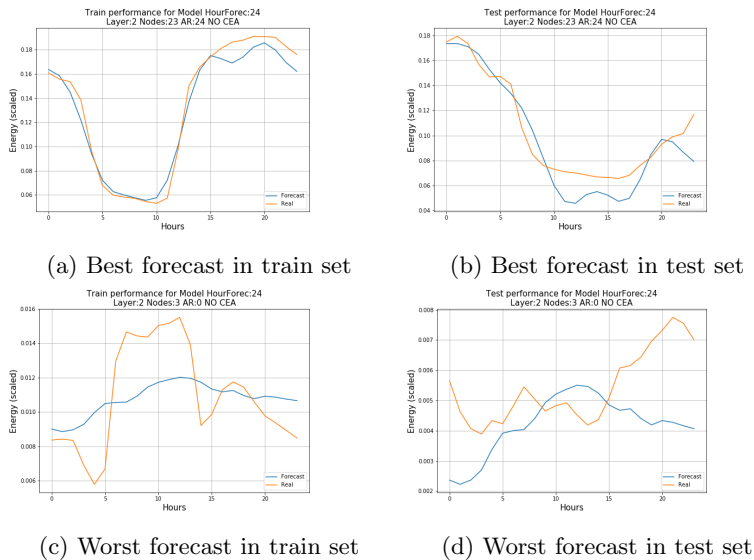 Train performance for Model HourForec:24
Layer:2 Nodes:23 AR:24 NO CEA
Energy (scaled)
0.18
0.16
0.14
0.12
0.10
0.08
0.06
0
5
10
15
20
Hours
Forecast
Real
(a) Best forecast in train set
Test performance for Model HourForec:24
Layer:2 Nodes:23 AR:24 NO CEA
Energy (scaled)
0.18
0.16
0.14
0.12
0.10
0.08
0.06
0.04
0
5
10
15
20
Hours
Forecast
Real
(b) Best forecast in test set
Train performance for Model HourForec:24
Layer:2 Nodes:3 AR:0 NO CEA
Energy (scaled)
0.016
0.014
0.012
0.010
0.008
0.006
0
5
10
15
20
Hours
Forecast
Real
(c) Worst forecast in train set
Test performance for Model HourForec:24
Layer:2 Nodes:3 AR:0 NO CEA
Energy (scaled)
0.008
0.007
0.006
0.005
0.004
0.003
0.002
0
5
10
15
20
Hours
Forecast
Real
(d) Worst forecast in test set